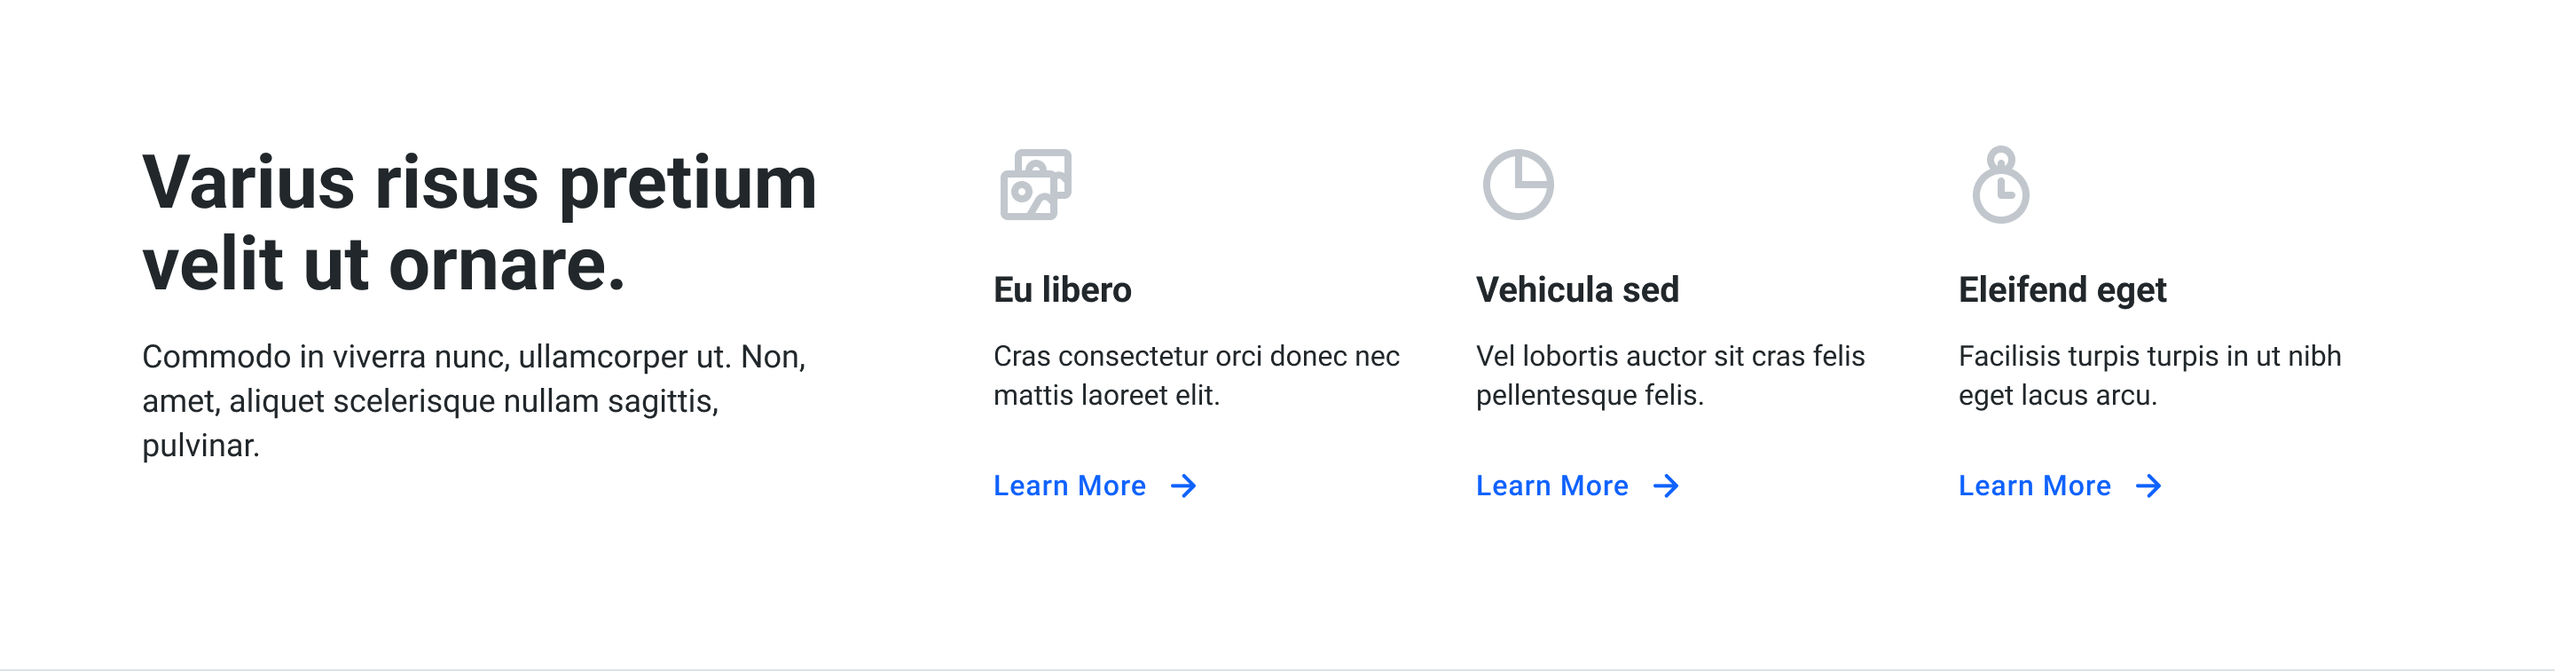 Varius risus pretium
velit ut ornare.
Commodo in viverra nunc, ullamcorper ut. Non,
amet, aliquet scelerisque nullam sagittis,
pulvinar.
Eu libero
Cras consectetur orci donec nec
mattis laoreet elit.
Learn More
Vehicula sed
Vel lobortis auctor sit cras felis
pellentesque felis.
Learn More
Eleifend eget
Facilisis turpis turpis in ut nibh
eget lacus arcu.
Learn More